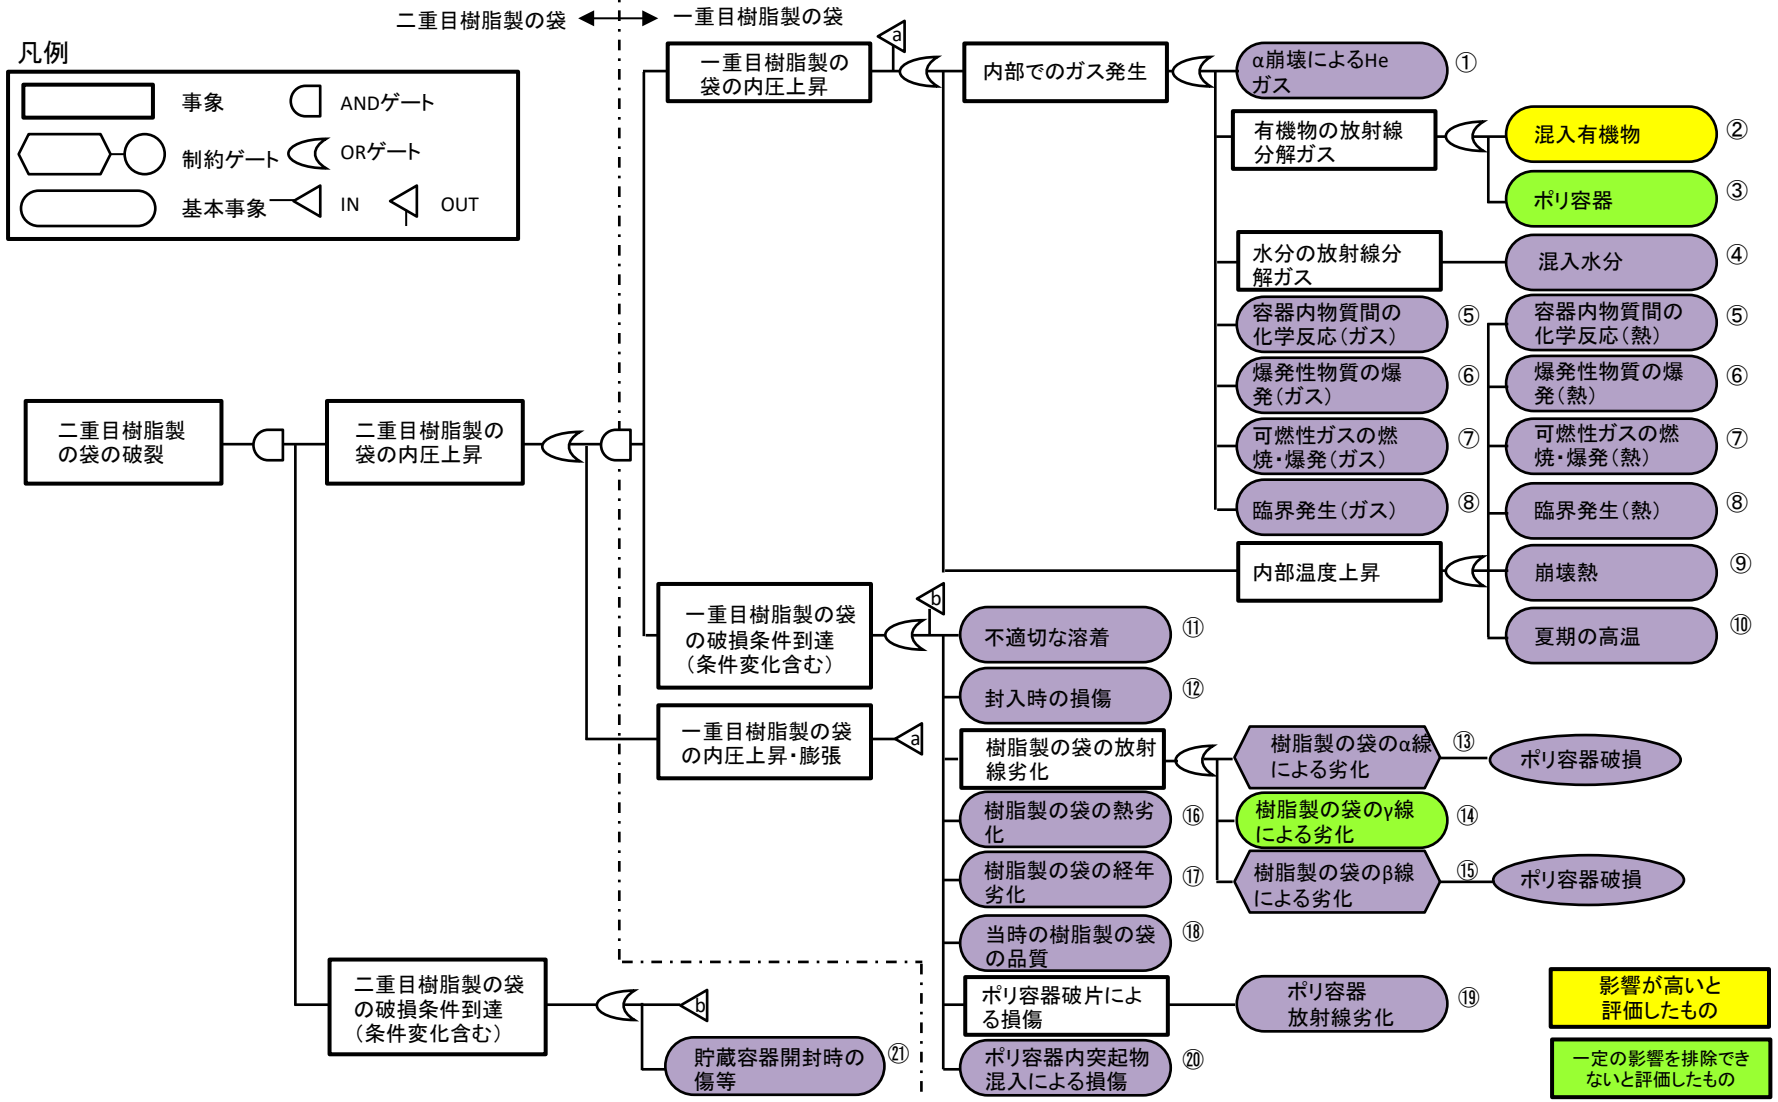 二重目樹脂製の袋
一重目樹脂製の袋
凡例
事象
ANDゲート
制約ゲート
ORゲート
基本事象
IN
OUT
二重目樹脂製
の袋の破裂
二重目樹脂製の
袋の内圧上昇
二重目樹脂製の袋
の破損条件到達
(条件変化含む)
b
貯蔵容器開封時の
傷等
㉑
一重目樹脂製の
袋の内圧上昇
a
一重目樹脂製の袋
の破損条件到達
(条件変化含む)
b
一重目樹脂製の袋
の内圧上昇・膨張
a
内部でのガス発生
α崩壊によるHe
ガス
①
有機物の放射線
分解ガス
混入有機物
②
ポリ容器
③
水分の放射線分
解ガス
混入水分
④
容器内物質間の
化学反応(ガス)
⑤
爆発性物質の爆
発(ガス)
⑥
可燃性ガスの燃
焼・爆発(ガス)
⑦
臨界発生(ガス)
⑧
内部温度上昇
容器内物質間の
化学反応(熱)
⑤
爆発性物質の爆
発(熱)
⑥
可燃性ガスの燃
焼・爆発(熱)
⑦
臨界発生(熱)
⑧
崩壊熱
⑨
夏期の高温
⑩
不適切な溶着
⑪
封入時の損傷
⑫
樹脂製の袋の放射
線劣化
樹脂製の袋のα線
による劣化
⑬
ポリ容器破損
樹脂製の袋のγ線
による劣化
⑭
樹脂製の袋のβ線
による劣化
⑮
ポリ容器破損
樹脂製の袋の熱劣
化
⑯
樹脂製の袋の経年
劣化
⑰
当時の樹脂製の袋
の品質
⑱
ポリ容器破片によ
る損傷
ポリ容器
放射線劣化
⑲
ポリ容器内突起物
混入による損傷
⑳
影響が高いと
評価したもの
一定の影響を排除でき
ないと評価したもの